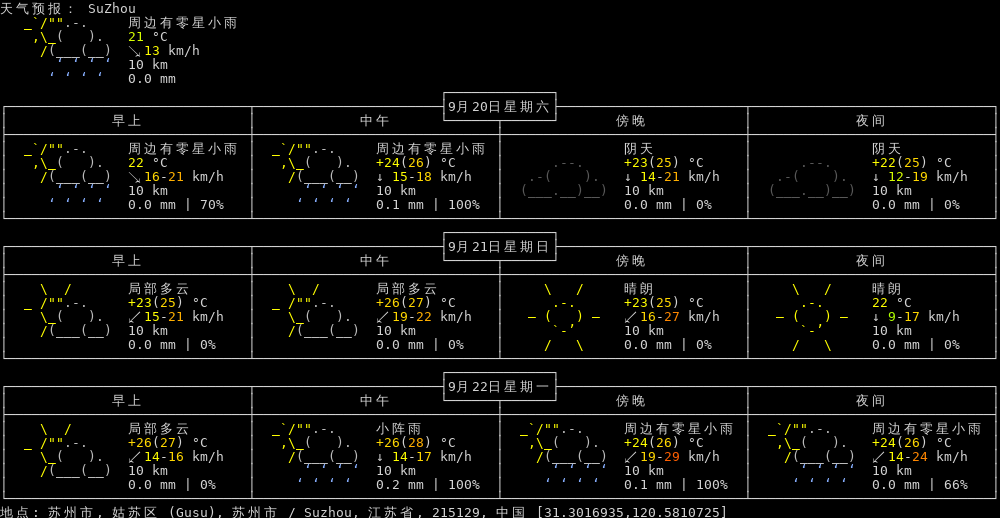 天气预报： SuZhou
周边有零星小雨
21 °C
↘13 km/h
10 km
0.0 mm
9月20日星期六
早上 中午 傍晚 夜间
周边有零星小雨 周边有零星小雨 阴天 阴天
22 °C +24(26) °C +23(25) °C +22(25) °C
↘16-21 km/h ↓ 15-18 km/h ↓ 14-21 km/h ↓ 12-19 km/h
10 km 10 km 10 km 10 km
0.0 mm | 70% 0.1 mm | 100% 0.0 mm | 0% 0.0 mm | 0%
9月21日星期日
早上 中午 傍晚 夜间
局部多云 局部多云 晴朗 晴朗
+23(25) °C +26(27) °C +23(25) °C 22 °C
↙15-21 km/h ↙19-22 km/h ↙16-27 km/h ↓ 9-17 km/h
10 km 10 km 10 km 10 km
0.0 mm | 0% 0.0 mm | 0% 0.0 mm | 0% 0.0 mm | 0%
9月22日星期一
早上 中午 傍晚 夜间
局部多云 小阵雨 周边有零星小雨 周边有零星小雨
+26(27) °C +26(28) °C +24(26) °C +24(26) °C
↙14-16 km/h ↓ 14-17 km/h ↙19-29 km/h ↙14-24 km/h
10 km 10 km 10 km 10 km
0.0 mm | 0% 0.2 mm | 100% 0.1 mm | 100% 0.0 mm | 66%
地点: 苏州市, 姑苏区 (Gusu), 苏州市 / Suzhou, 江苏省, 215129, 中国 [31.3016935,120.5810725]